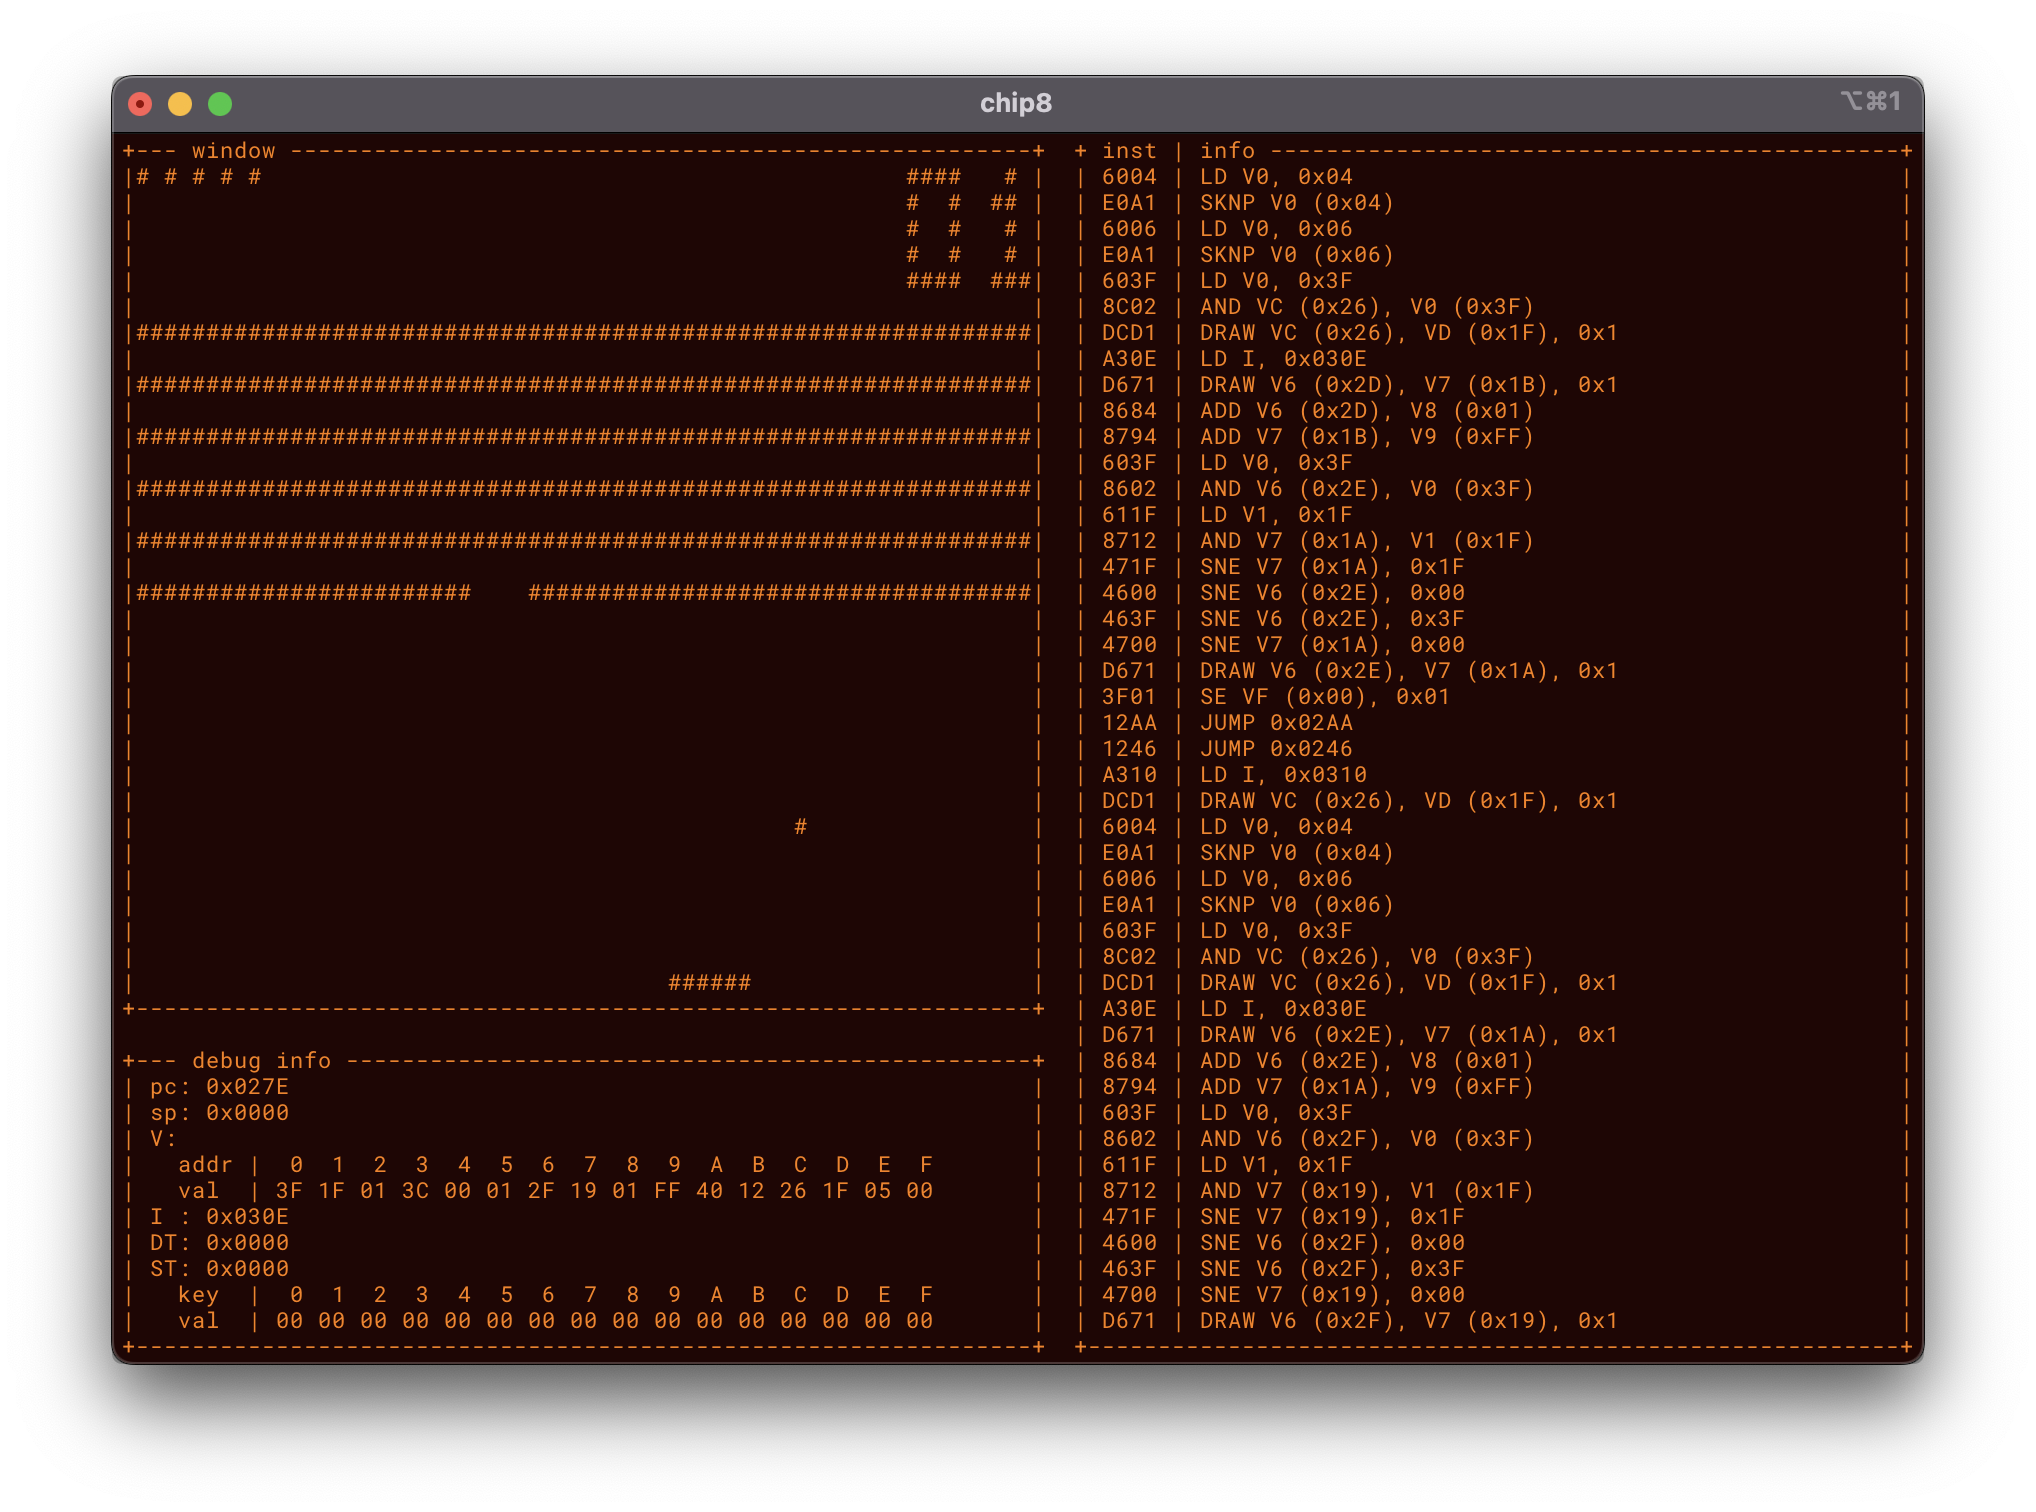 +--- window -----------------------------------------------------+
|# # # # #                                              ####   # |
|                                                       #  #  ## |
|                                                       #  #   # |
|                                                       #  #   # |
|                                                       ####  ###|
|                                                                |
|################################################################|
|                                                                |
|################################################################|
|                                                                |
|################################################################|
|                                                                |
|################################################################|
|                                                                |
|################################################################|
|                                                                |
|########################    ####################################|
|                                                                |
|                                                                |
|                                                                |
|                                                                |
|                                                                |
|                                                                |
|                                                                |
|                                                                |
|                                               #                |
|                                                                |
|                                                                |
|                                                                |
|                                                                |
|                                                                |
|                                      ######                    |
+----------------------------------------------------------------+
+--- debug info -------------------------------------------------+
| pc: 0x027E |
| sp: 0x0000 |
| V: |
| addr | 0 1 2 3 4 5 6 7 8 9 A B C D E F |
| val | 3F 1F 01 3C 00 01 2F 19 01 FF 40 12 26 1F 05 00 |
| I : 0x030E |
| DT: 0x0000 |
| ST: 0x0000 |
| key | 0 1 2 3 4 5 6 7 8 9 A B C D E F |
| val | 00 00 00 00 00 00 00 00 00 00 00 00 00 00 00 00 |
+----------------------------------------------------------------+
chip8
⌥⌘1
+ inst | info ---------------------------------------------+
| 6004 | LD V0, 0x04 |
| E0A1 | SKNP V0 (0x04) |
| 6006 | LD V0, 0x06 |
| E0A1 | SKNP V0 (0x06) |
| 603F | LD V0, 0x3F |
| 8C02 | AND VC (0x26), V0 (0x3F) |
| DCD1 | DRAW VC (0x26), VD (0x1F), 0x1 |
| A30E | LD I, 0x030E |
| D671 | DRAW V6 (0x2D), V7 (0x1B), 0x1 |
| 8684 | ADD V6 (0x2D), V8 (0x01) |
| 8794 | ADD V7 (0x1B), V9 (0xFF) |
| 603F | LD V0, 0x3F |
| 8602 | AND V6 (0x2E), V0 (0x3F) |
| 611F | LD V1, 0x1F |
| 8712 | AND V7 (0x1A), V1 (0x1F) |
| 471F | SNE V7 (0x1A), 0x1F |
| 4600 | SNE V6 (0x2E), 0x00 |
| 463F | SNE V6 (0x2E), 0x3F |
| 4700 | SNE V7 (0x1A), 0x00 |
| D671 | DRAW V6 (0x2E), V7 (0x1A), 0x1 |
| 3F01 | SE VF (0x00), 0x01 |
| 12AA | JUMP 0x02AA |
| 1246 | JUMP 0x0246 |
| A310 | LD I, 0x0310 |
| DCD1 | DRAW VC (0x26), VD (0x1F), 0x1 |
| 6004 | LD V0, 0x04 |
| E0A1 | SKNP V0 (0x04) |
| 6006 | LD V0, 0x06 |
| E0A1 | SKNP V0 (0x06) |
| 603F | LD V0, 0x3F |
| 8C02 | AND VC (0x26), V0 (0x3F) |
| DCD1 | DRAW VC (0x26), VD (0x1F), 0x1 |
| A30E | LD I, 0x030E |
| D671 | DRAW V6 (0x2E), V7 (0x1A), 0x1 |
| 8684 | ADD V6 (0x2E), V8 (0x01) |
| 8794 | ADD V7 (0x1A), V9 (0xFF) |
| 603F | LD V0, 0x3F |
| 8602 | AND V6 (0x2F), V0 (0x3F) |
| 611F | LD V1, 0x1F |
| 8712 | AND V7 (0x19), V1 (0x1F) |
| 471F | SNE V7 (0x19), 0x1F |
| 4600 | SNE V6 (0x2F), 0x00 |
| 463F | SNE V6 (0x2F), 0x3F |
| 4700 | SNE V7 (0x19), 0x00 |
| D671 | DRAW V6 (0x2F), V7 (0x19), 0x1 |
+----------------------------------------------------------+